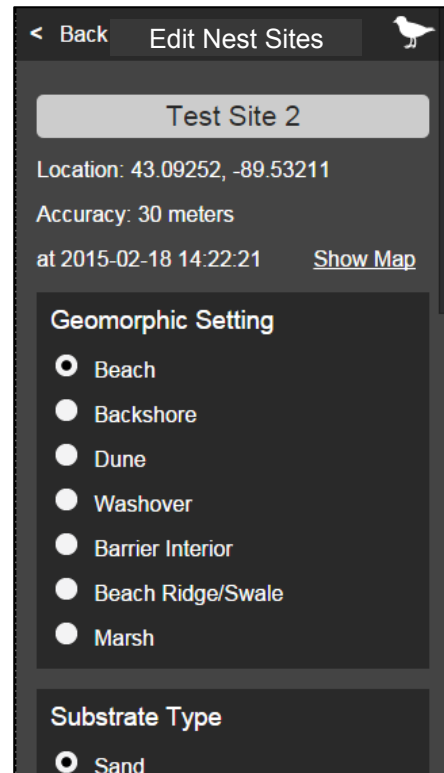 < Back Edit Nest Sites
Test Site 2
Location: 43.09252, -89.53211
Accuracy: 30 meters
at 2015-02-18 14:22:21 Show Map
Geomorphic Setting
Beach
Backshore
Dune
Washover
Barrier Interior
Beach Ridge/Swale
Marsh
Substrate Type
Sand